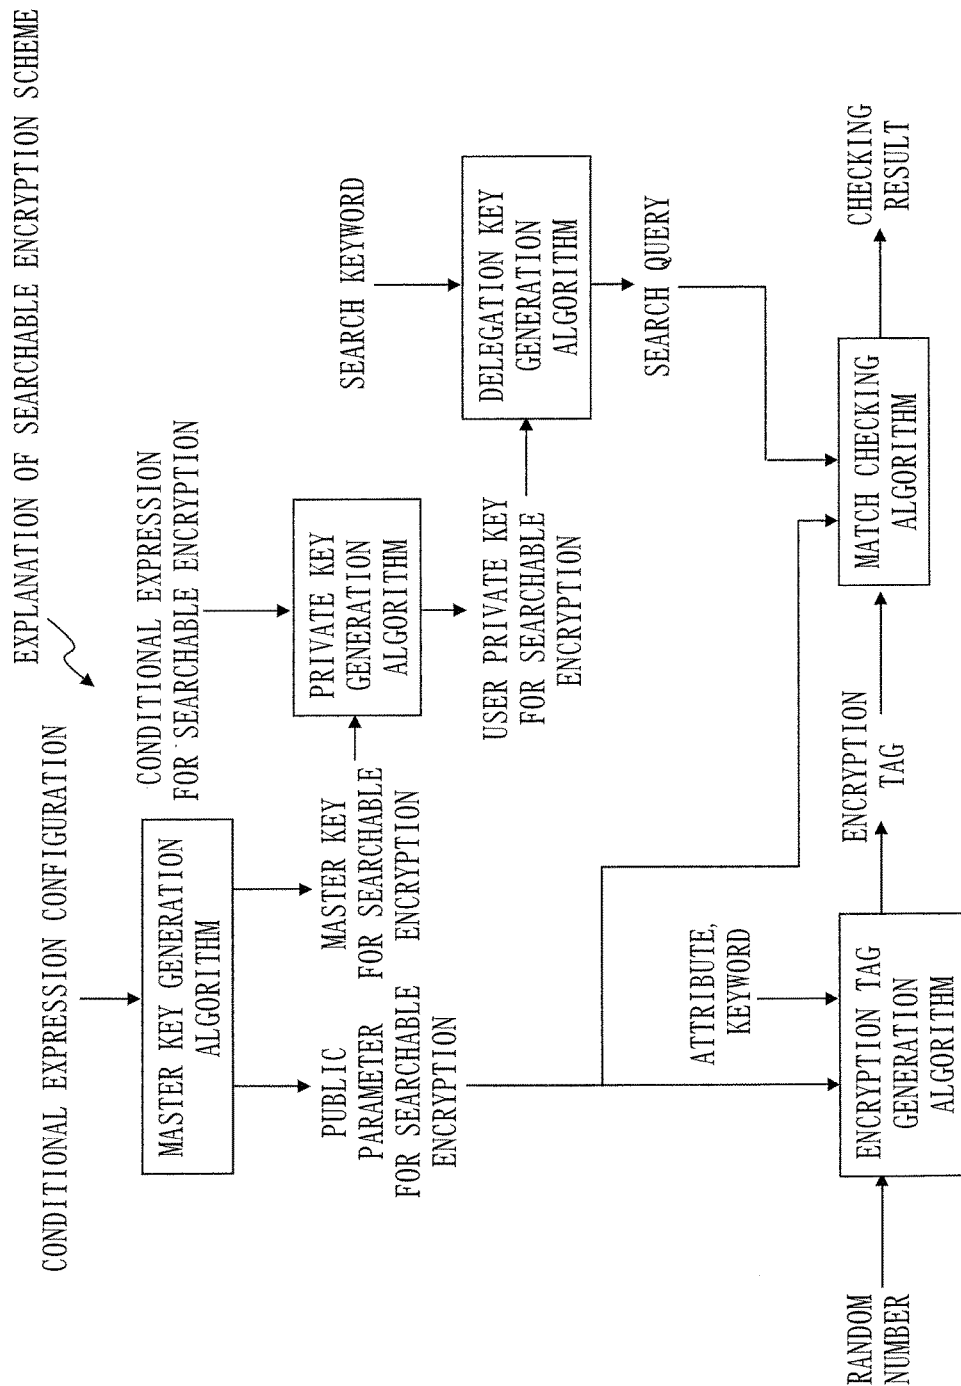 EXPLANATION OF SEARCHABLE ENCRYPTION SCHEME
CONDITIONAL EXPRESSION CONFIGURATION
MASTER KEY GENERATION
ALGORITHM
CONDITIONAL EXPRESSION
FOR SEARCHABLE ENCRYPTION
PUBLIC
PARAMETER
FOR SEARCHABLE
ENCRYPTION
MASTER KEY
FOR SEARCHABLE
ENCRYPTION
PRIVATE KEY
GENERATION
ALGORITHM
SEARCH KEYWORD
USER PRIVATE KEY
FOR SEARCHABLE
ENCRYPTION
DELEGATION KEY
GENERATION
ALGORITHM
SEARCH QUERY
ATTRIBUTE,
KEYWORD
RANDOM
NUMBER
ENCRYPTION TAG
GENERATION
ALGORITHM
ENCRYPTION
TAG
MATCH CHECKING
ALGORITHM
CHECKING
RESULT